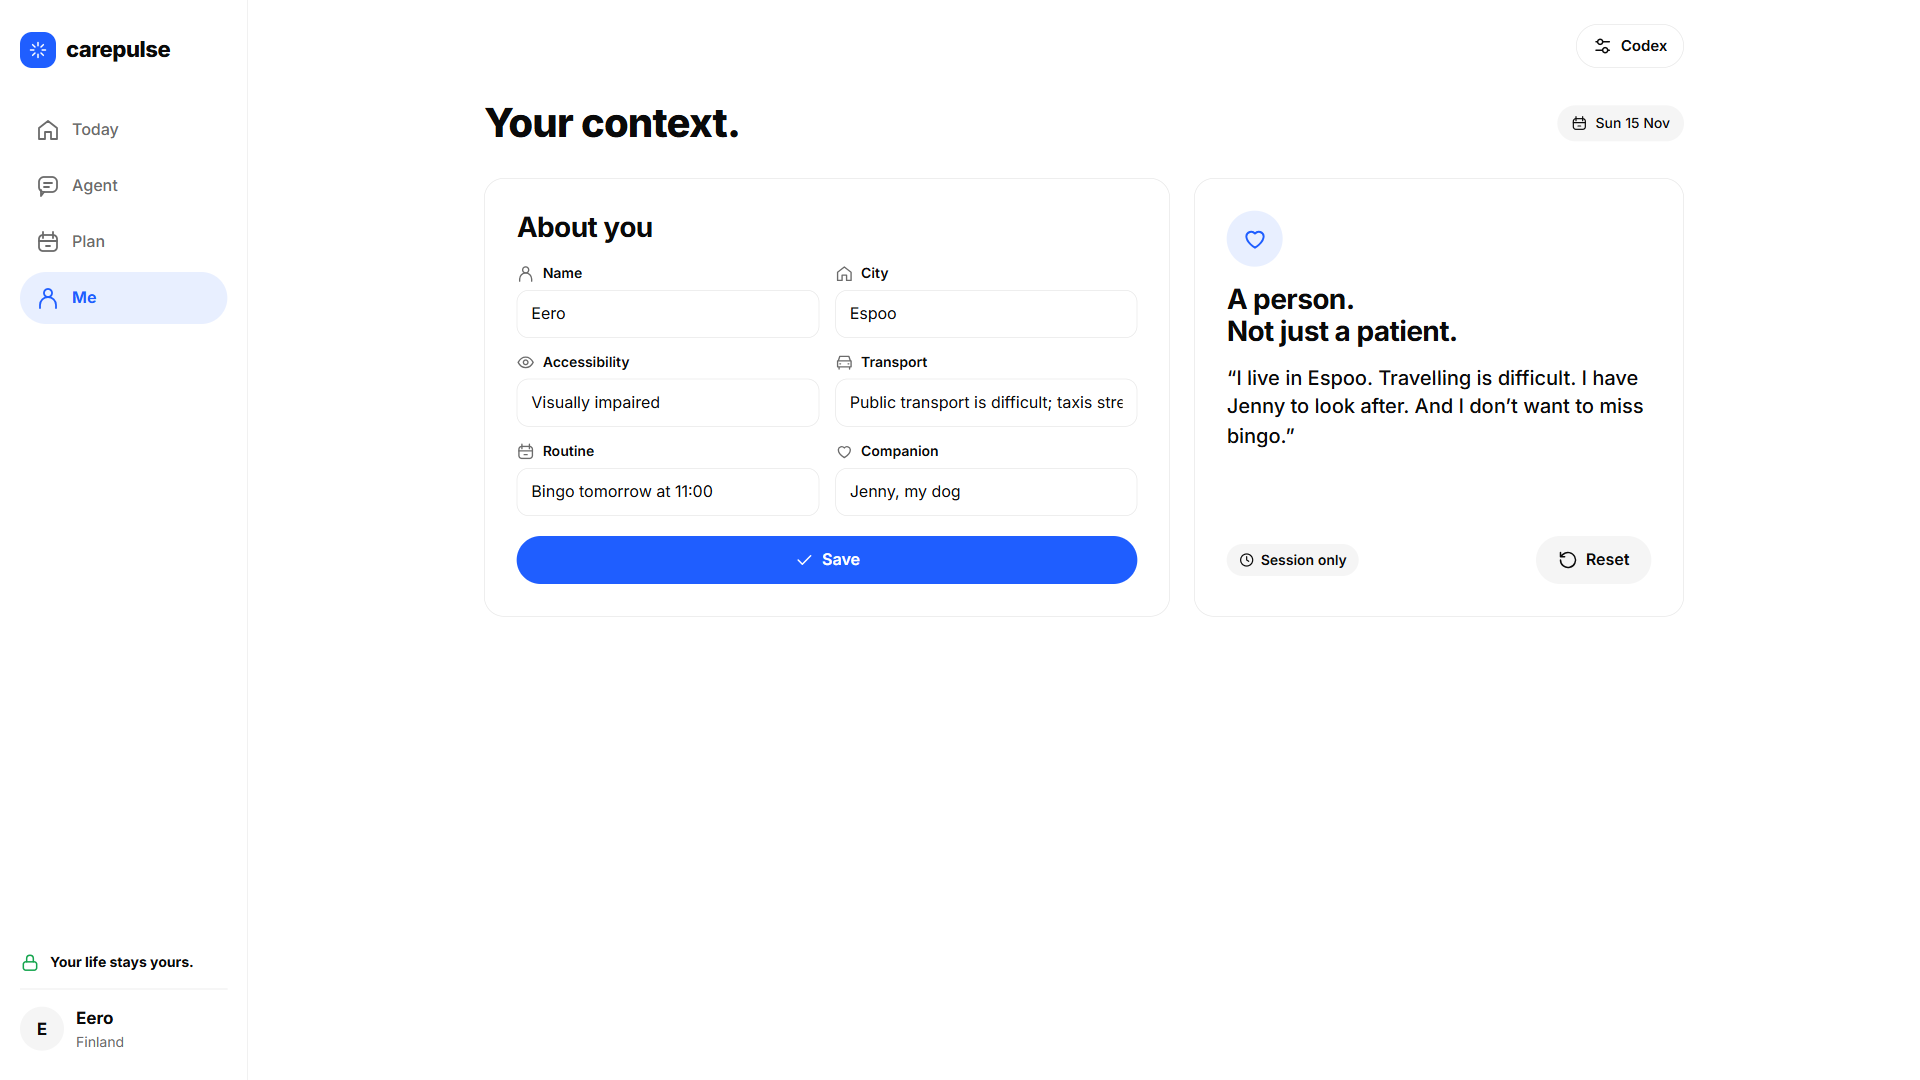 carepulse
Today
Agent
Plan
Me
Your life stays yours.
E
Eero
Finland
Codex
Your context.
Sun 15 Nov
About you
Name
Eero
City
Espoo
Accessibility
Visually impaired
Transport
Public transport is difficult; taxis stre
Routine
Bingo tomorrow at 11:00
Companion
Jenny, my dog
Save
A person.
Not just a patient.
“I live in Espoo. Travelling is difficult. I have
Jenny to look after. And I don’t want to miss
bingo.”
Session only
Reset